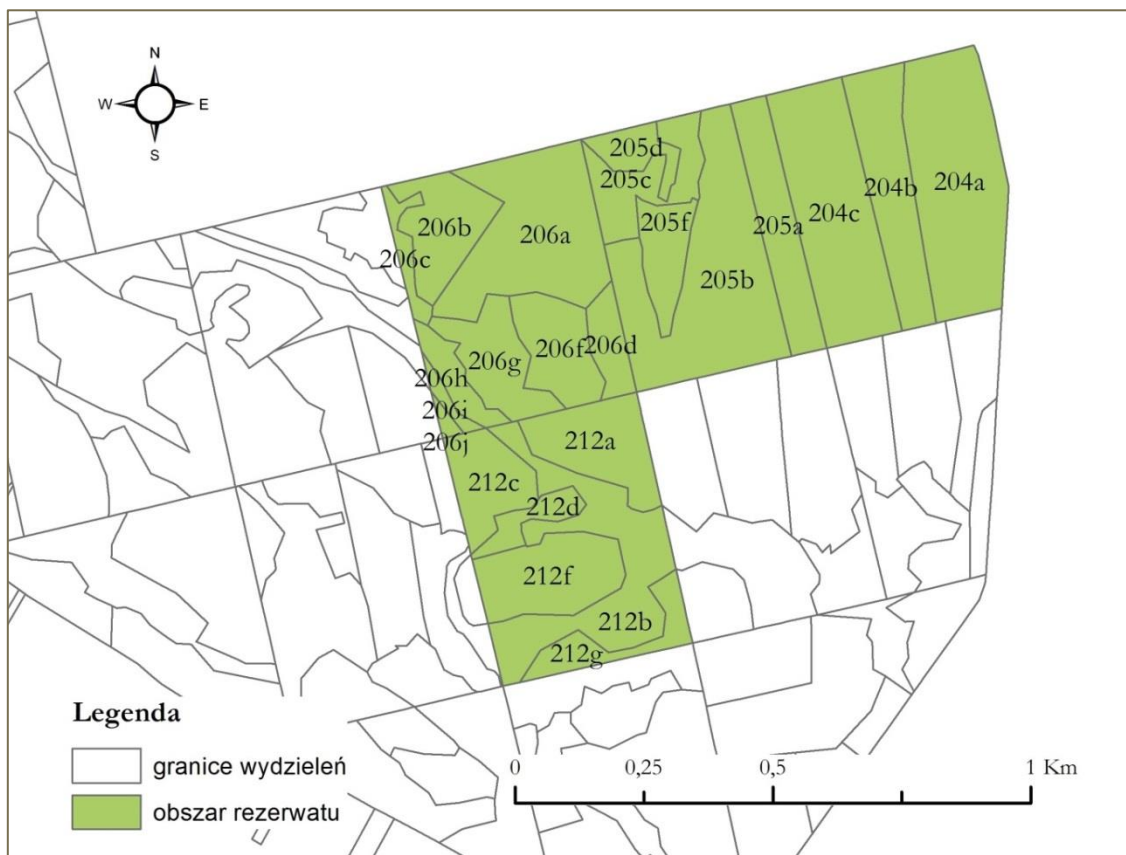 N
W E
S
205d
205c
204b
204a
206b
206a
205f
205a
204c
206c
205b
206g
206f
206d
206h
206i
206j
212a
212c
212d
212f
212b
212g
Legenda
granice wydzieleń
obszar rezerwatu
0 0,25 0,5 1 Km